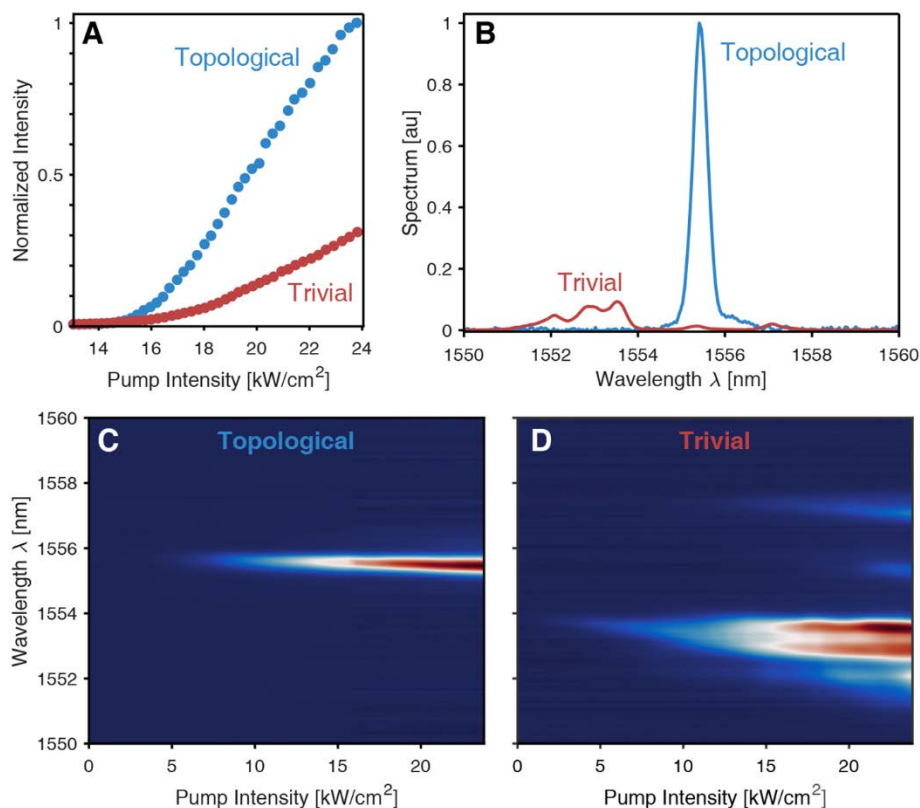 A
Topological
Trivial
1
0.5
0
Normalized Intensity
14 16 18 20 22 24
Pump Intensity [kW/cm²]
B
Topological
Trivial
1
0.8
0.6
0.4
0.2
0
Spectrum [au]
1550 1552 1554 1556 1558 1560
Wavelength λ [nm]
C
Topological
1560
1558
1556
1554
1552
1550
Wavelength λ [nm]
0 5 10 15 20
Pump Intensity [kW/cm²]
D
Trivial
0 5 10 15 20
Pump Intensity [kW/cm²]